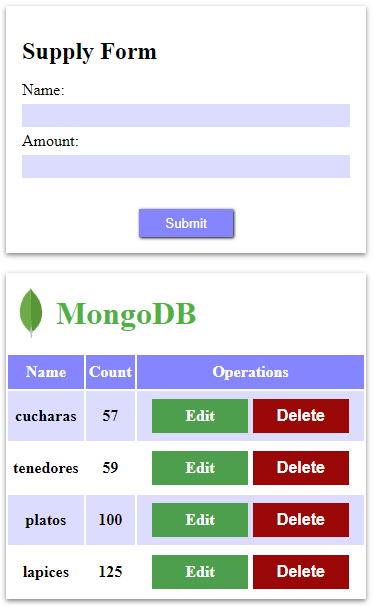 Supply Form
Name:
Amount:
Submit
MongoDB
Name Count Operations
cucharas 57 Edit Delete
tenedores 59 Edit Delete
platos 100 Edit Delete
lapices 125 Edit Delete